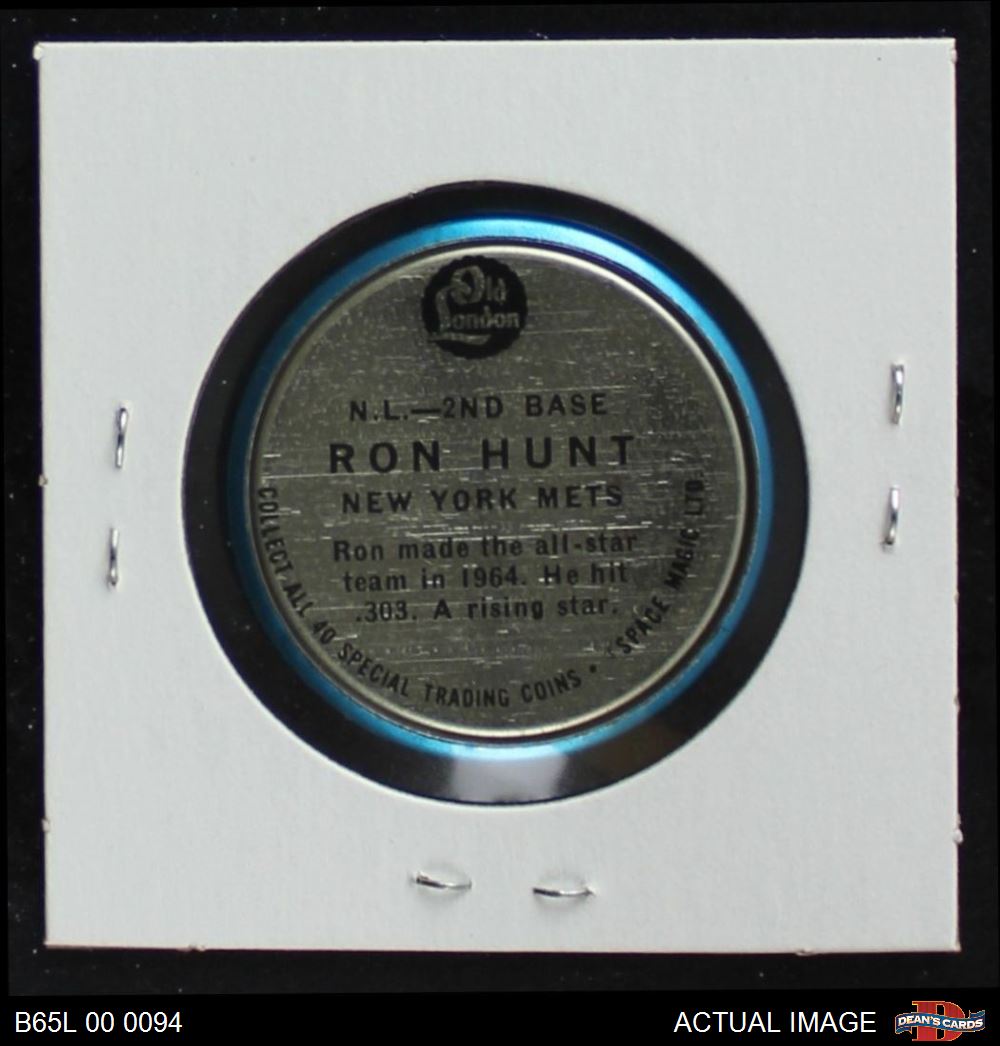 Old
London
N.L.—2ND BASE
RON HUNT
NEW YORK METS
Ron made the all-star
team in 1964. He hit
.303. A rising star.
COLLECT ALL 40 SPECIAL TRADING COINS • SPACE MAGIC LTD.
B65L 00 0094
ACTUAL IMAGE
D
DEAN'S CARDS